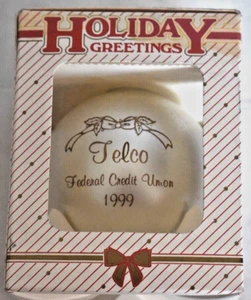 HOLIDAY
GREETINGS
Telco
Federal Credit Union
1999